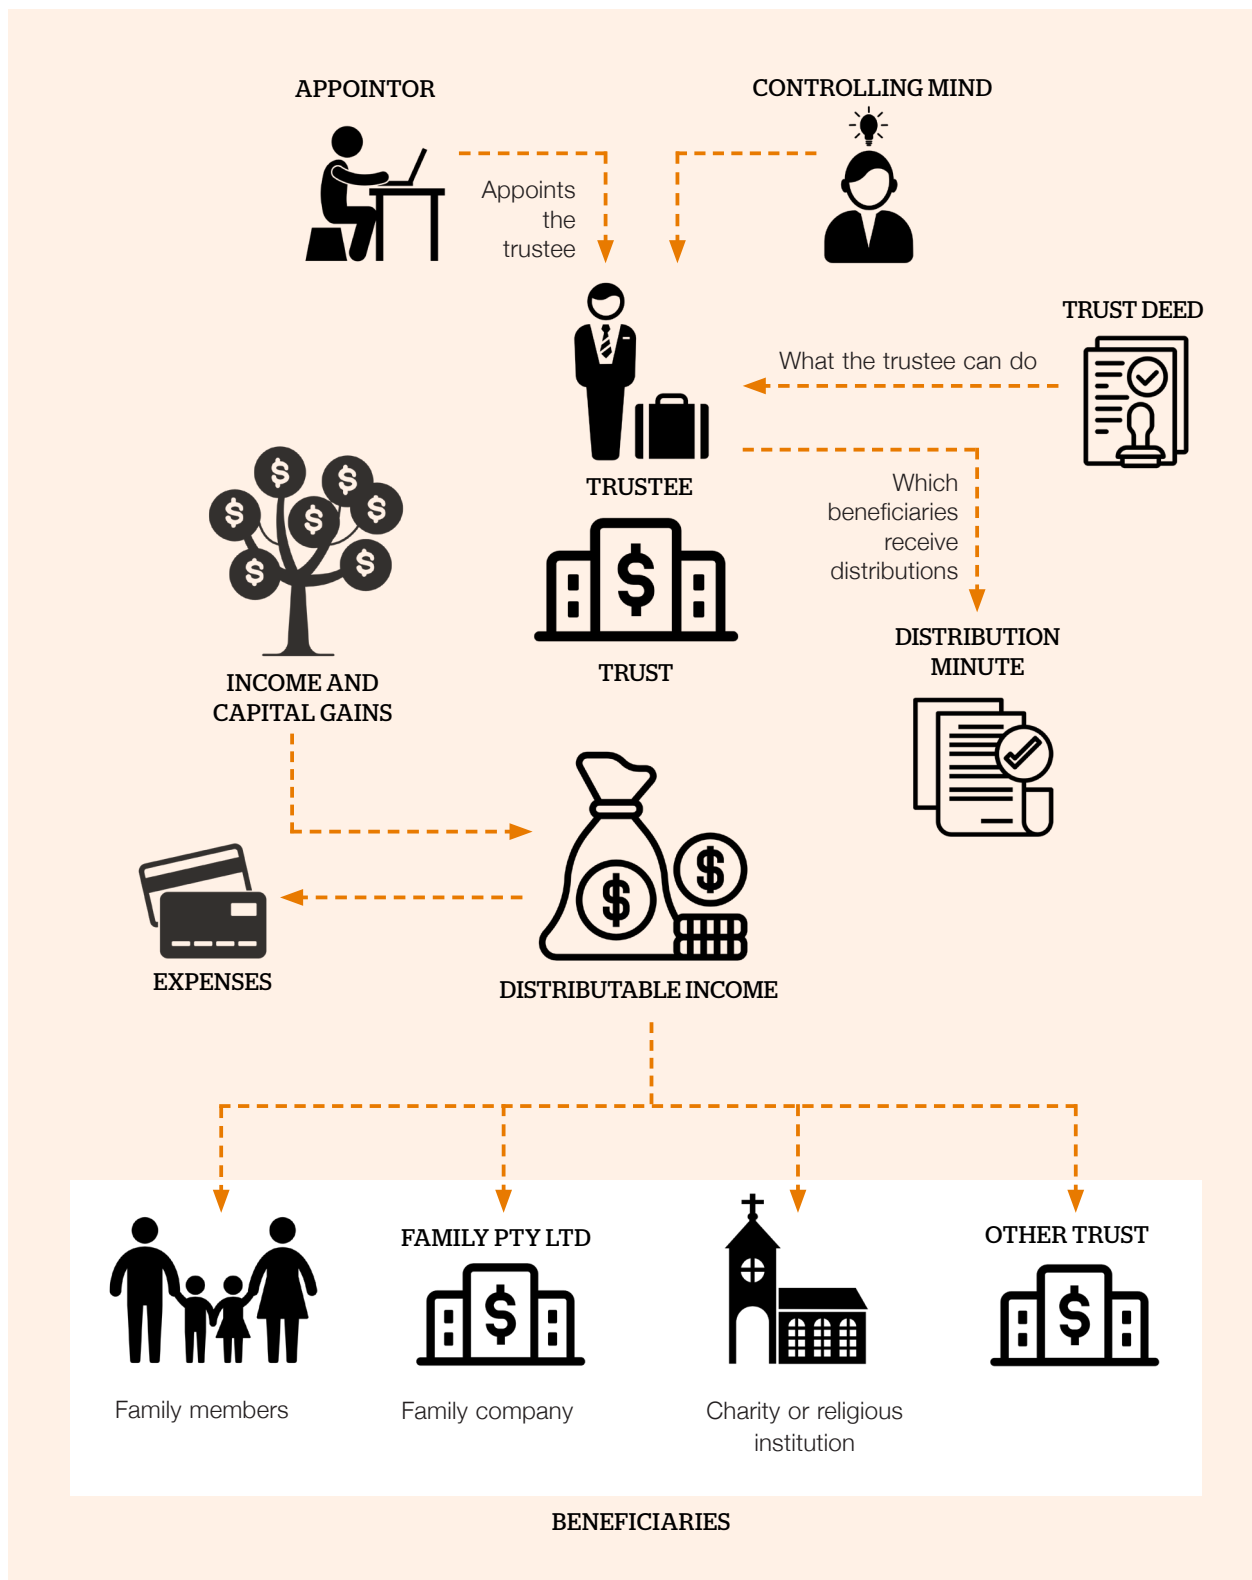 APPOINTOR
CONTROLLING MIND
Appoints
the
trustee
TRUST DEED
What the trustee can do
TRUSTEE
Which
beneficiaries
receive
distributions
TRUST
DISTRIBUTION
MINUTE
INCOME AND
CAPITAL GAINS
EXPENSES
DISTRIBUTABLE INCOME
FAMILY PTY LTD
OTHER TRUST
Family members
Family company
Charity or religious
institution
BENEFICIARIES